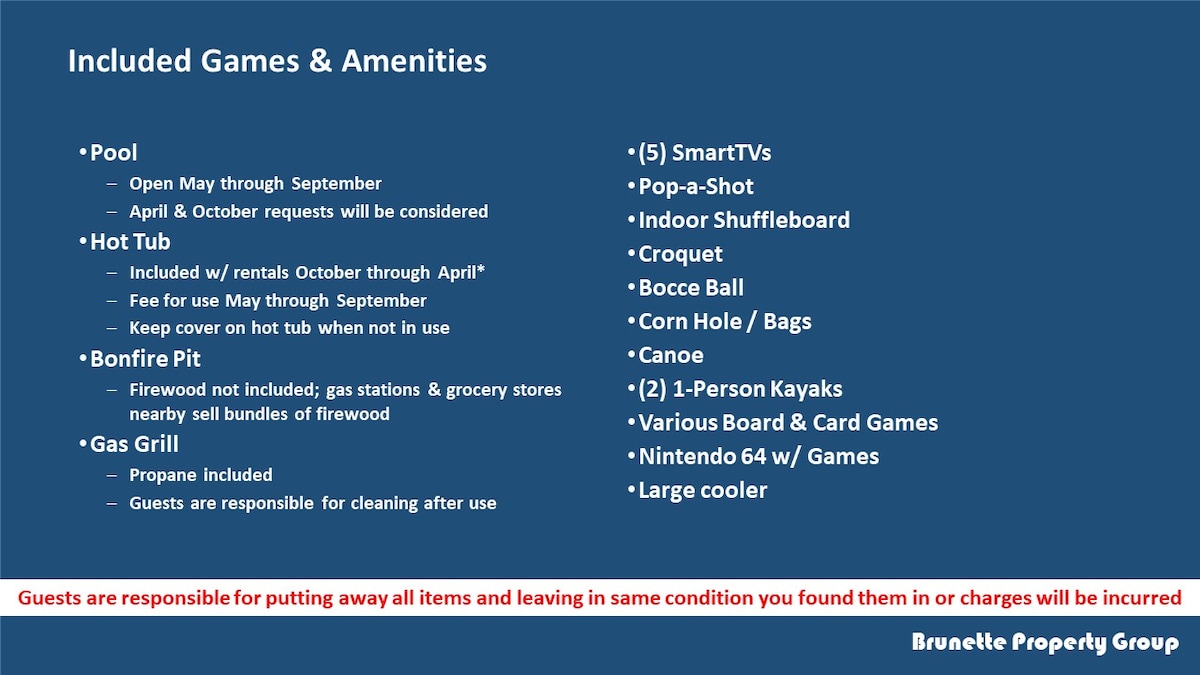 Included Games & Amenities
•Pool
– Open May through September
– April & October requests will be considered
•Hot Tub
– Included w/ rentals October through April*
– Fee for use May through September
– Keep cover on hot tub when not in use
•Bonfire Pit
– Firewood not included; gas stations & grocery stores
nearby sell bundles of firewood
•Gas Grill
– Propane included
– Guests are responsible for cleaning after use
•(5) SmartTVs
•Pop-a-Shot
•Indoor Shuffleboard
•Croquet
•Bocce Ball
•Corn Hole / Bags
•Canoe
•(2) 1-Person Kayaks
•Various Board & Card Games
•Nintendo 64 w/ Games
•Large cooler
Guests are responsible for putting away all items and leaving in same condition you found them in or charges will be incurred
Brunette Property Group